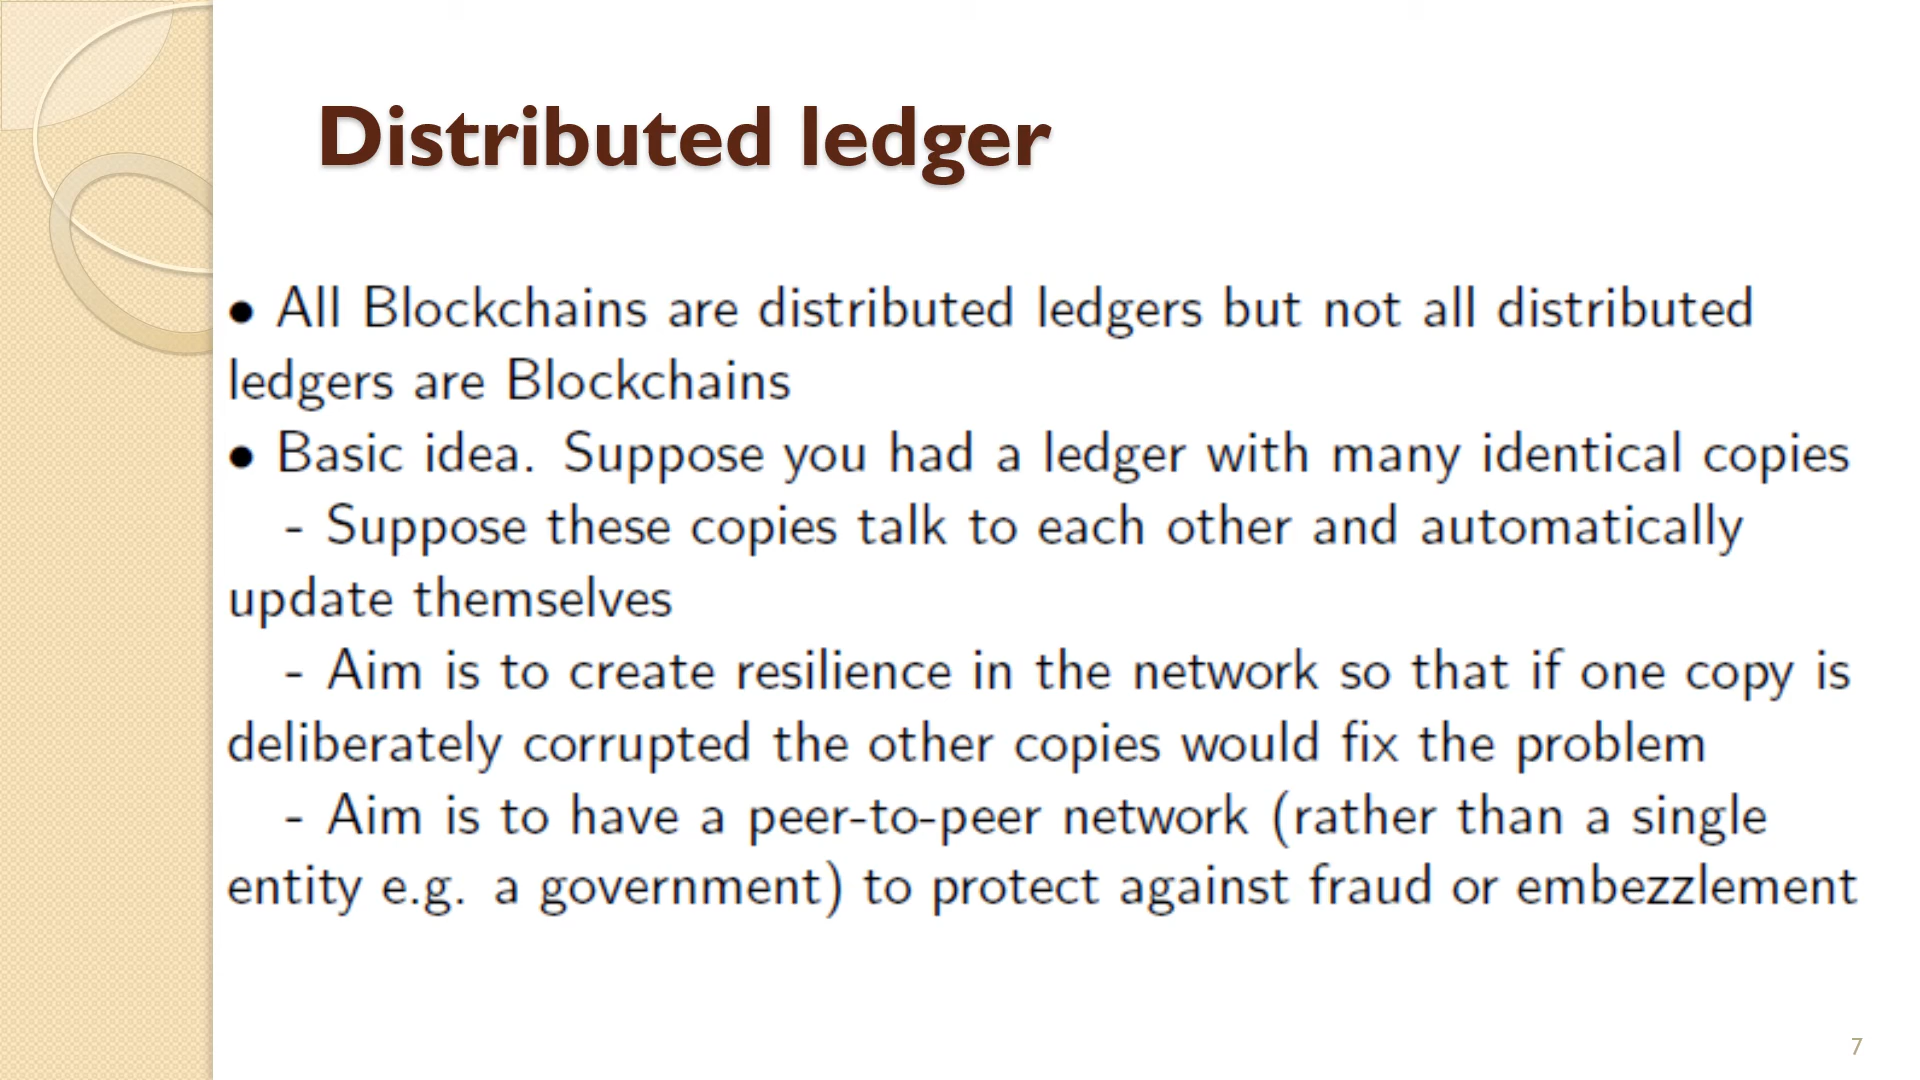 Distributed ledger
• All Blockchains are distributed ledgers but not all distributed
ledgers are Blockchains
• Basic idea. Suppose you had a ledger with many identical copies
- Suppose these copies talk to each other and automatically
update themselves
- Aim is to create resilience in the network so that if one copy is
deliberately corrupted the other copies would fix the problem
- Aim is to have a peer-to-peer network (rather than a single
entity e.g. a government) to protect against fraud or embezzlement
7